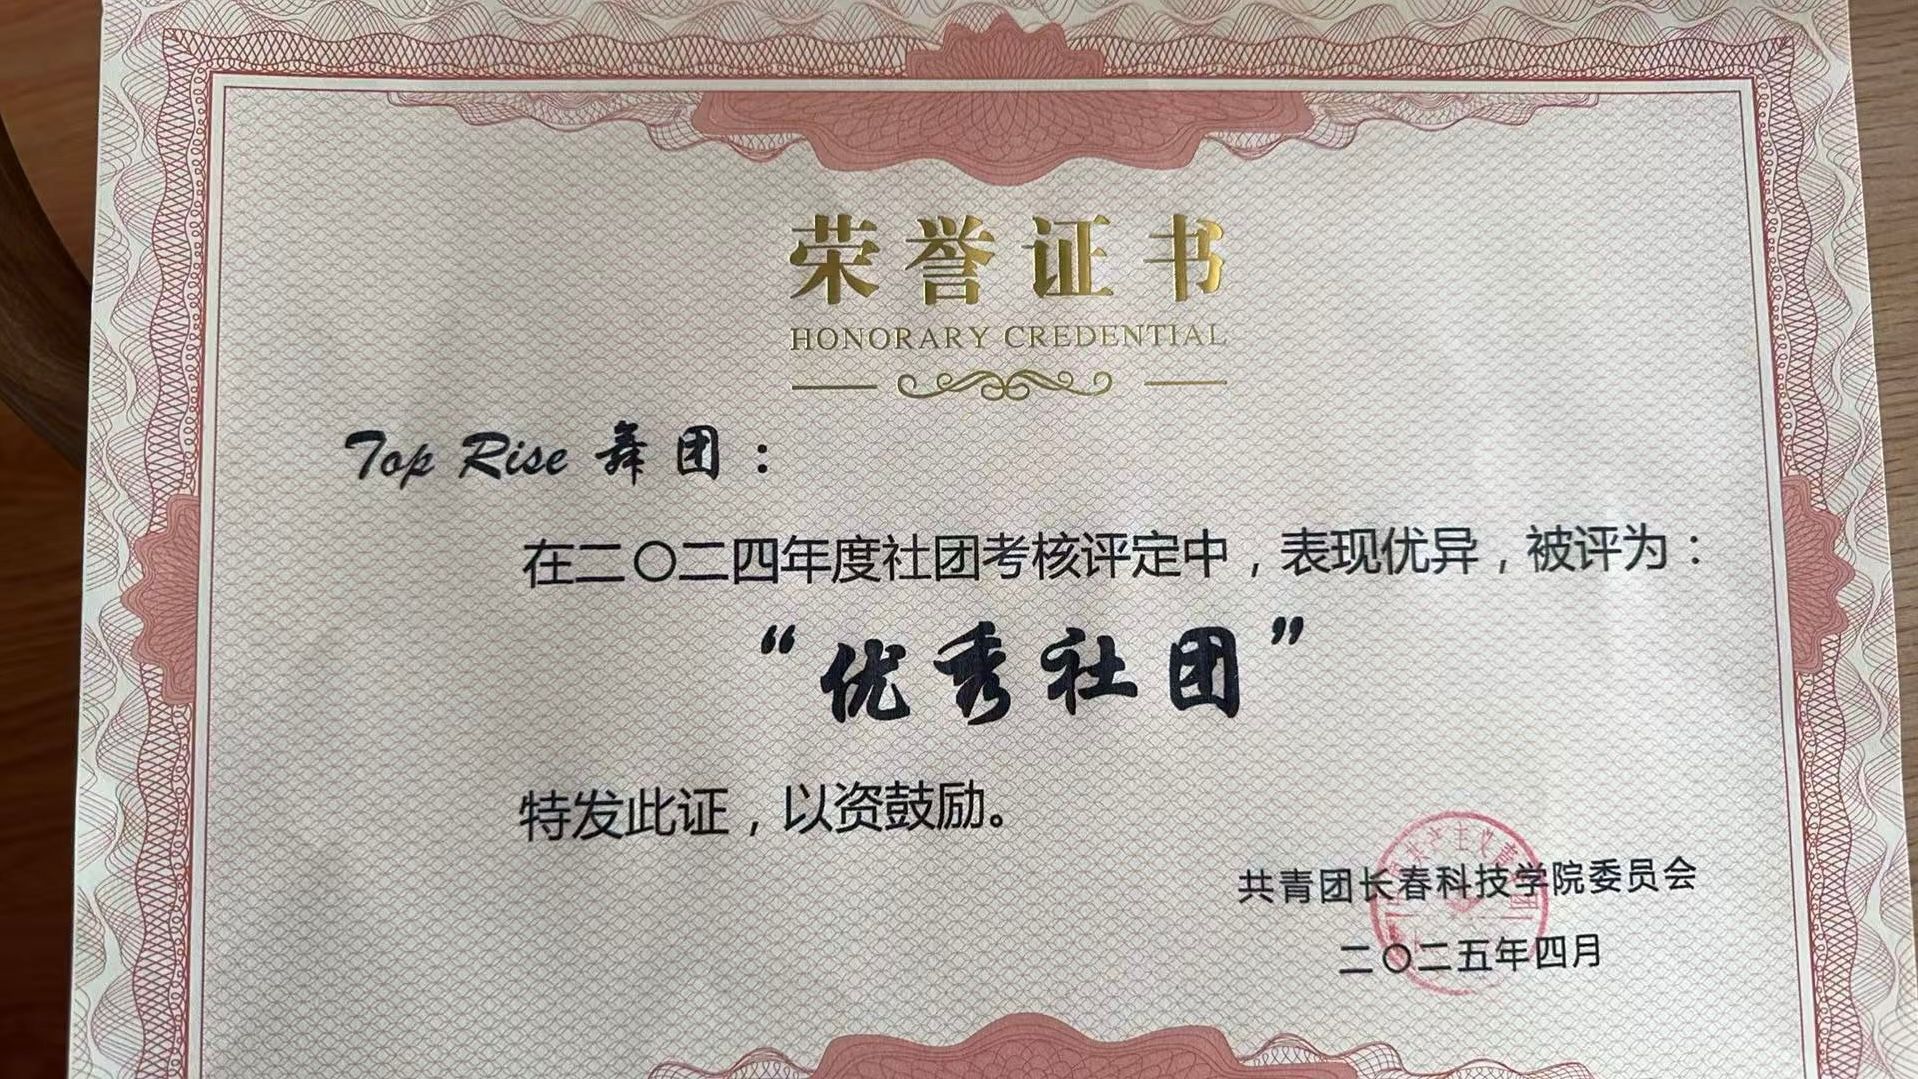 荣誉证书
HONORARY CREDENTIAL
Top Rise 舞团：
在二〇二四年度社团考核评定中，表现优异，被评为：
“优秀社团”
特发此证，以资鼓励。
共青团长春科技学院委员会
二〇二五年四月